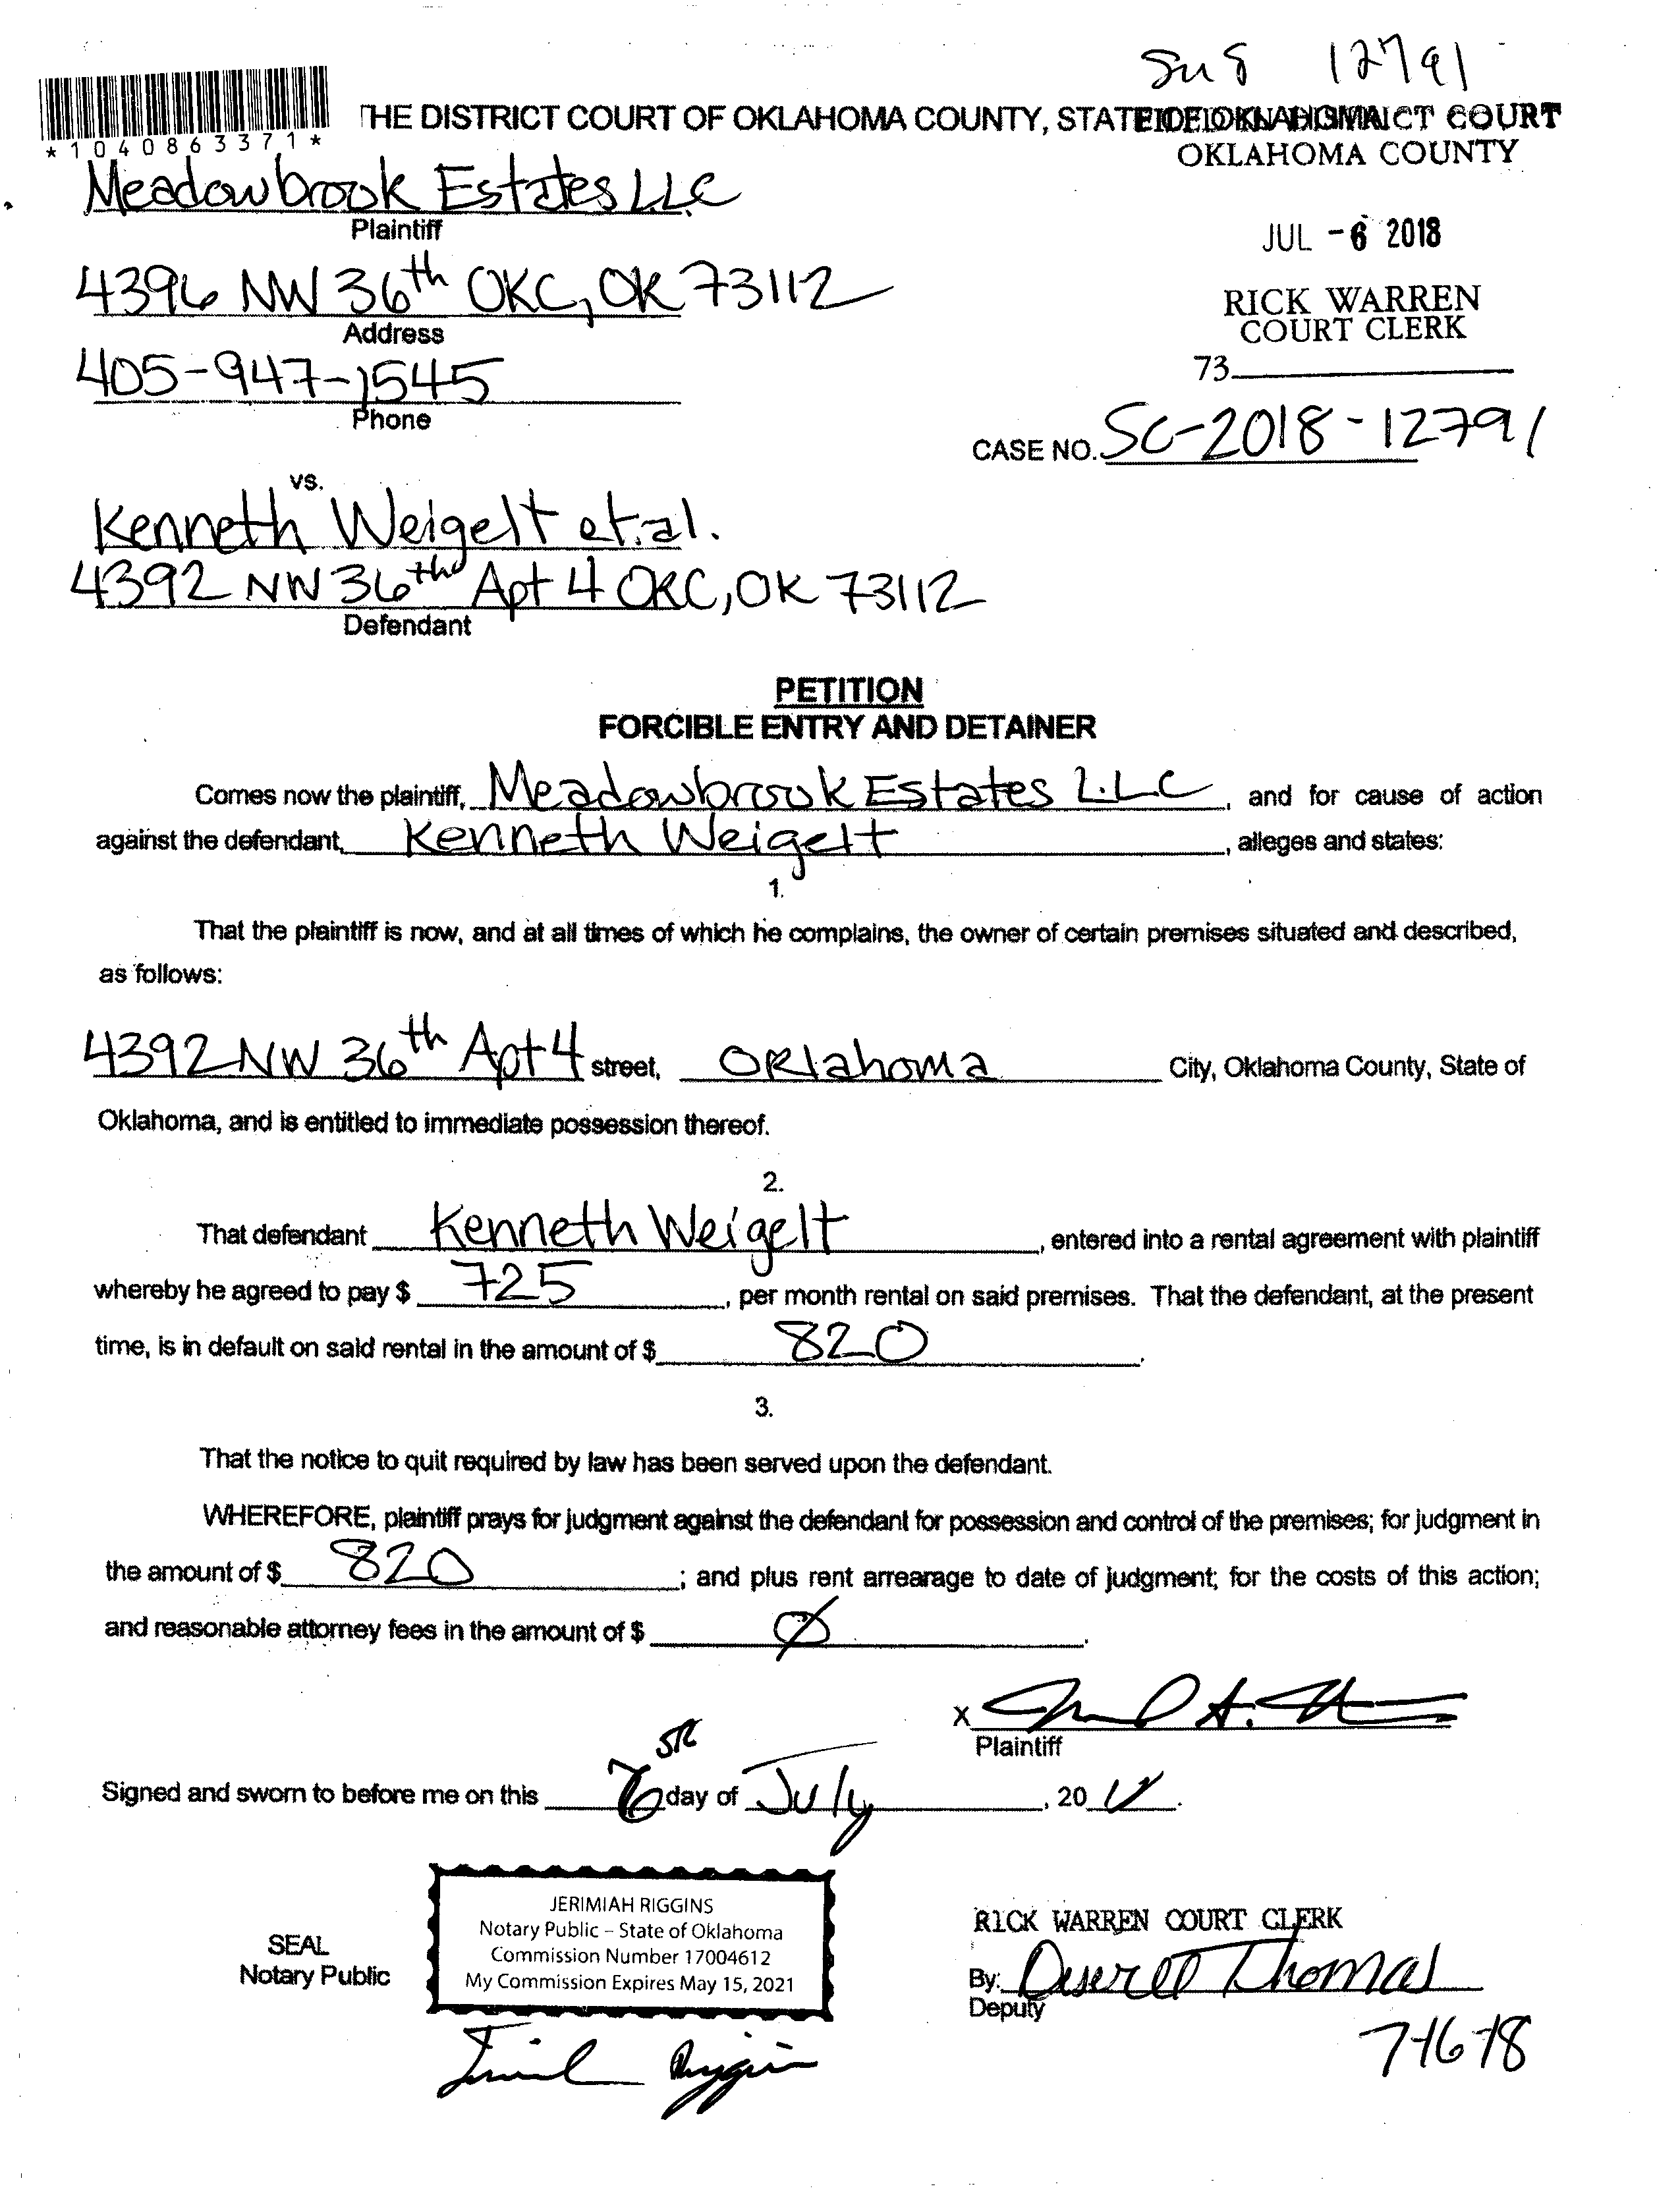 12791
*1040863371*
THE DISTRICT COURT OF OKLAHOMA COUNTY, STATE OF OKLAHOMA
DISTRICT COURT
OKLAHOMA COUNTY
Meadowbrook Estates LLC
Plaintiff
JUL -6 2018
4396 NW 36th OKC, OK 73112
Address
RICK WARREN
COURT CLERK
405-947-1545
Phone
73
CASE NO. SC-2018-12791
vs.
Kenneth Weigelt et.al.
4392 NW 36th Apt 4 OKC, OK 73112
Defendant
PETITION
FORCIBLE ENTRY AND DETAINER
Comes now the plaintiff, Meadowbrook Estates L.L.C, and for cause of action
against the defendant, Kenneth Weigelt, alleges and states:
1.
That the plaintiff is now, and at all times of which he complains, the owner of certain premises situated and described,
as follows:
4392 NW 36th Apt 4 street, Oklahoma City, Oklahoma County, State of
Oklahoma, and is entitled to immediate possession thereof.
2.
That defendant Kenneth Weigelt, entered into a rental agreement with plaintiff
whereby he agreed to pay $ 725, per month rental on said premises. That the defendant, at the present
time, is in default on said rental in the amount of $ 820.
3.
That the notice to quit required by law has been served upon the defendant.
WHEREFORE, plaintiff prays for judgment against the defendant for possession and control of the premises; for judgment in
the amount of $ 820; and plus rent arrearage to date of judgment; for the costs of this action;
and reasonable attorney fees in the amount of $ Ø.
X
Plaintiff
Signed and sworn to before me on this 6 day of July, 20
JERIMIAH RIGGINS
Notary Public – State of Oklahoma
Commission Number 17004612
My Commission Expires May 15, 2021
SEAL
Notary Public
RICK WARREN COURT CLERK
By: Thomas
Deputy
7-16-18